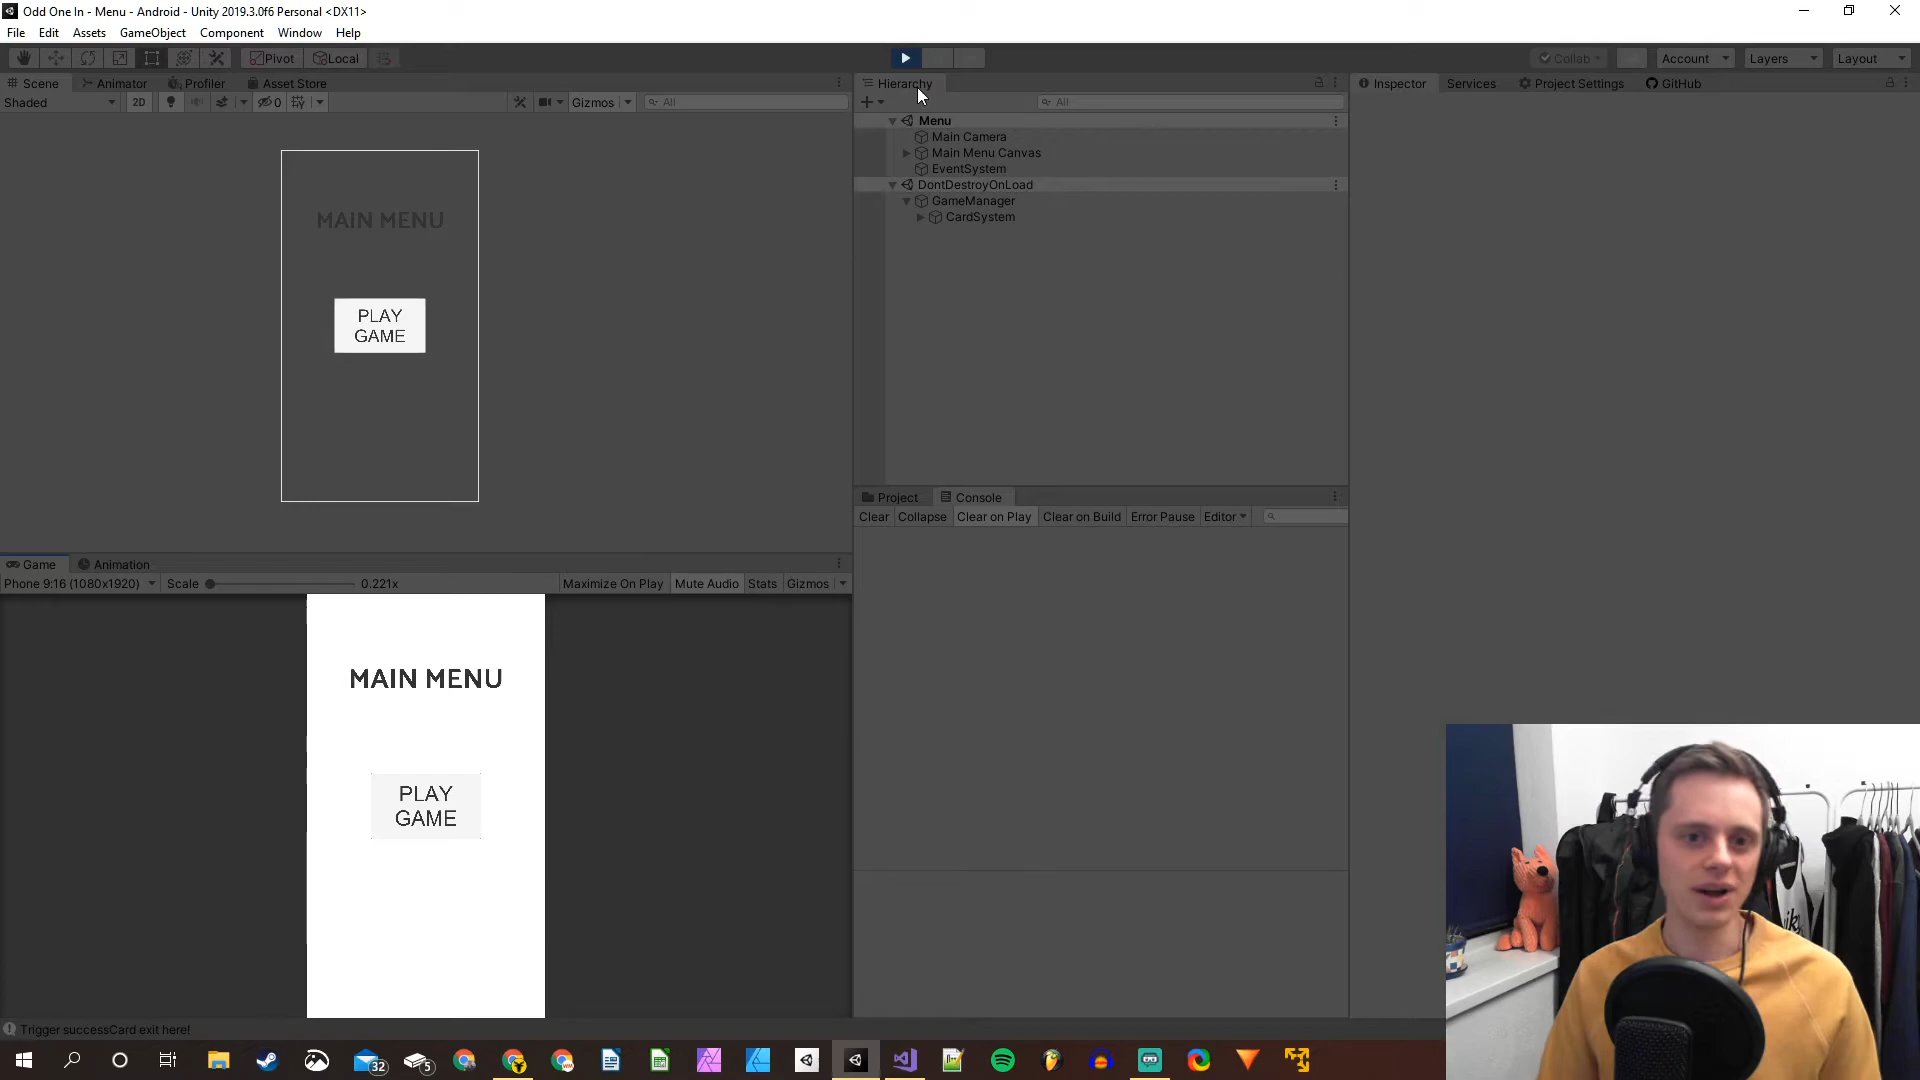 Odd One In - Menu - Android - Unity 2019.3.0f6 Personal <DX11>
File Edit Assets GameObject Component Window Help
Pivot Local Collab Account Layers Layout
Scene Animator Profiler Asset Store
Shaded 2D 0 Gizmos All
MAIN MENU
PLAY
GAME
Hierarchy
All
Menu
Main Camera
Main Menu Canvas
EventSystem
DontDestroyOnLoad
GameManager
CardSystem
Inspector Services Project Settings GitHub
Project Console
Clear Collapse Clear on Play Clear on Build Error Pause Editor
Game Animation
Phone 9:16 (1080x1920) Scale 0.221x Maximize On Play Mute Audio Stats Gizmos
MAIN MENU
PLAY
GAME
Trigger successCard exit here!
32 5